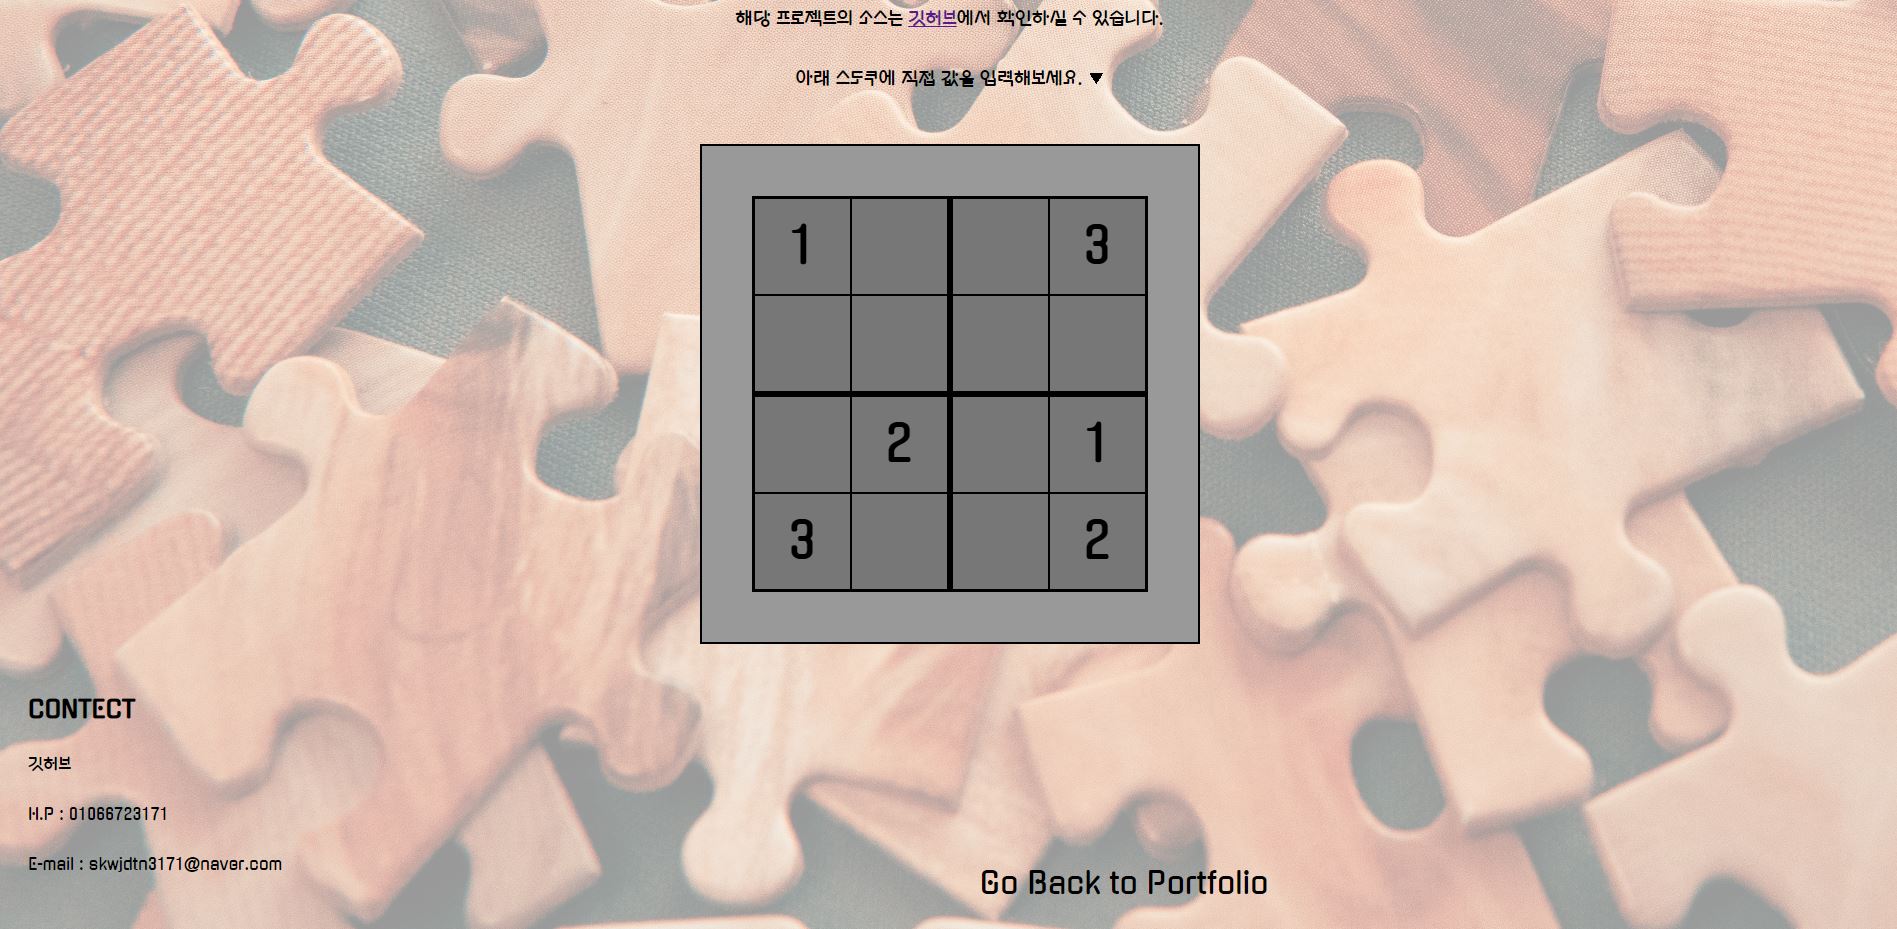 해당 프로젝트의 소스는 깃허브에서 확인하실 수 있습니다.
아래 스도쿠에 직접 값을 입력해보세요. ▼
1 3
2 1
3 2
CONTECT
깃허브
H.P : 01066723171
E-mail : skwjdtn3171@naver.com
Go Back to Portfolio